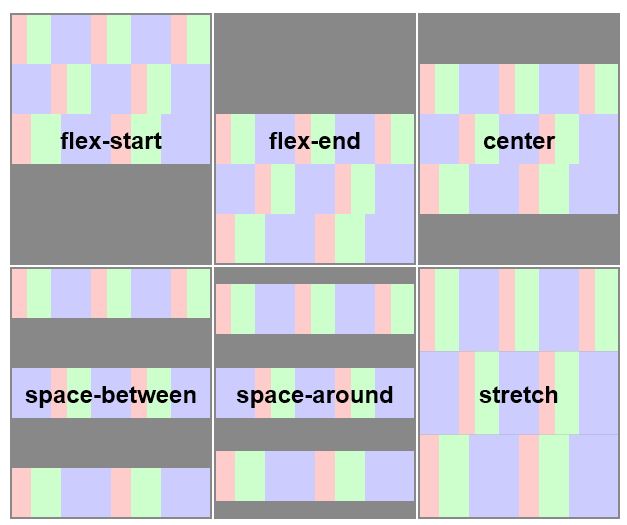 flex-start
flex-end
center
space-between
space-around
stretch